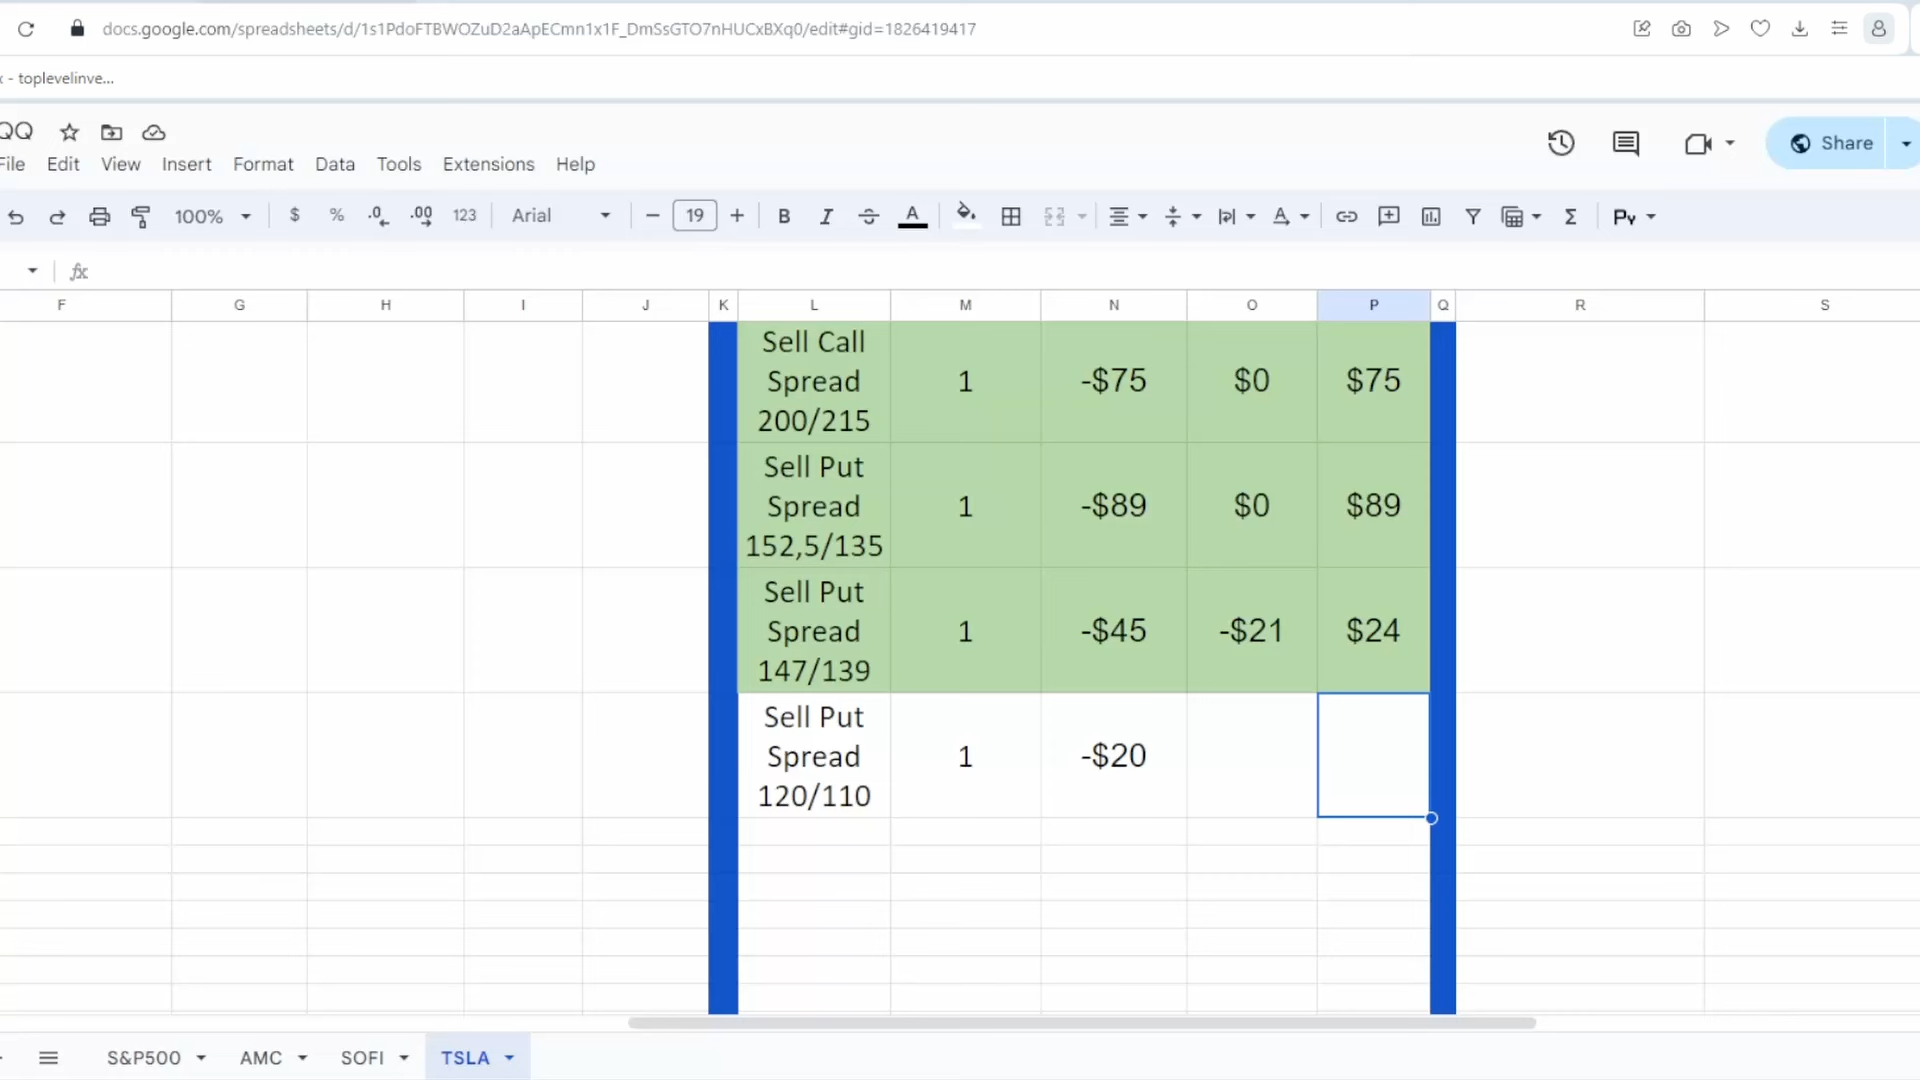 docs.google.com/spreadsheets/d/1s1PdoFTBWOZuD2aApECmn1x1F_DmSsGTO7nHUCxBXq0/edit#gid=1826419417
- toplevelinve...
QQ
File Edit View Insert Format Data Tools Extensions Help
Share
100% $ % .0 .00 123 Arial 19 B I A Σ Py
fx
F G H I J K L M N O P Q R S
Sell Call
Spread
200/215
1 -$75 $0 $75
Sell Put
Spread
152,5/135
1 -$89 $0 $89
Sell Put
Spread
147/139
1 -$45 -$21 $24
Sell Put
Spread
120/110
1 -$20
S&P500 AMC SOFI TSLA